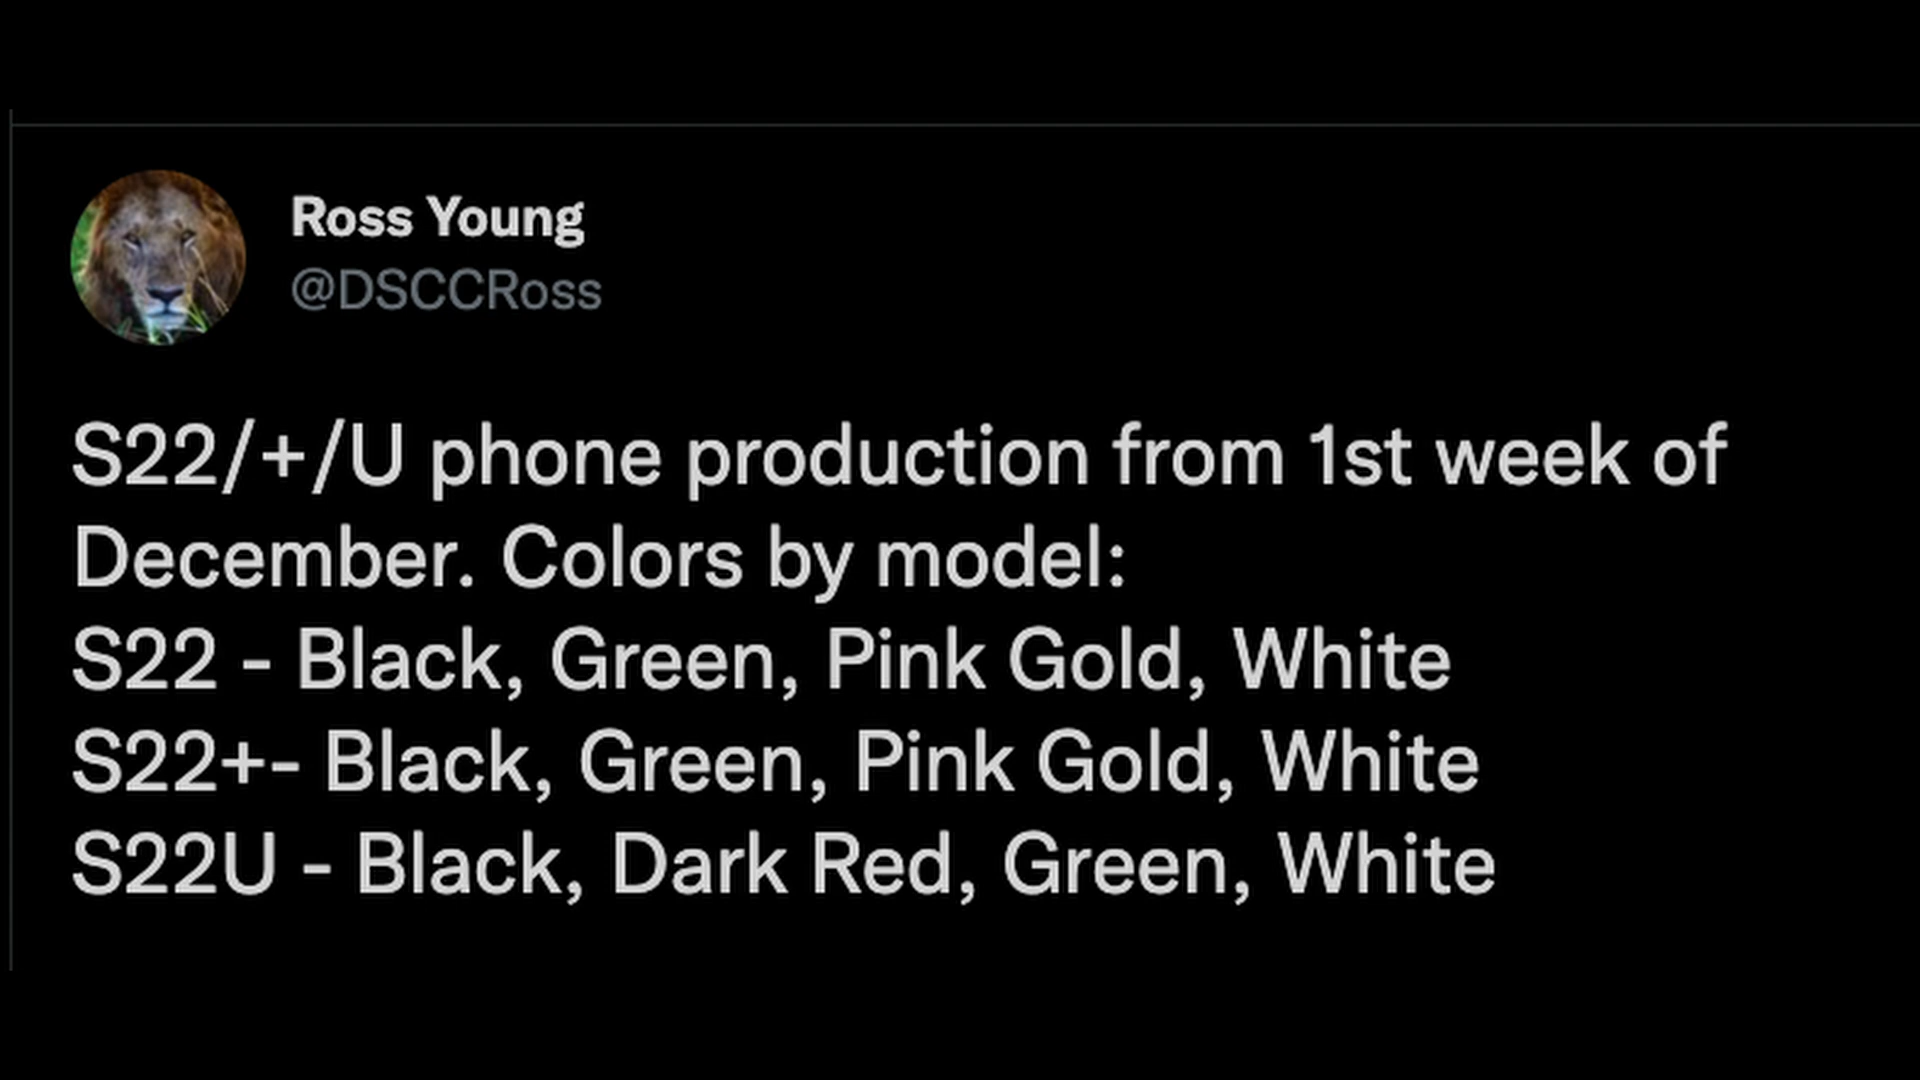 Ross Young
@DSCCRoss
S22/+/U phone production from 1st week of
December. Colors by model:
S22 - Black, Green, Pink Gold, White
S22+- Black, Green, Pink Gold, White
S22U - Black, Dark Red, Green, White